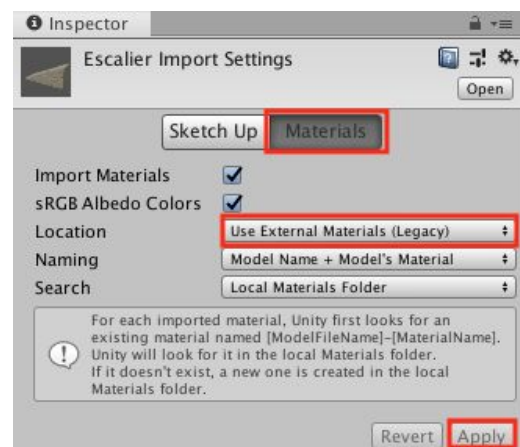 Inspector
Escalier Import Settings
Open
Sketch Up Materials
Import Materials
sRGB Albedo Colors
Location Use External Materials (Legacy)
Naming Model Name + Model's Material
Search Local Materials Folder
For each imported material, Unity first looks for an
existing material named [ModelFileName]-[MaterialName].
Unity will look for it in the local Materials folder.
If it doesn't exist, a new one is created in the local
Materials folder.
Revert Apply